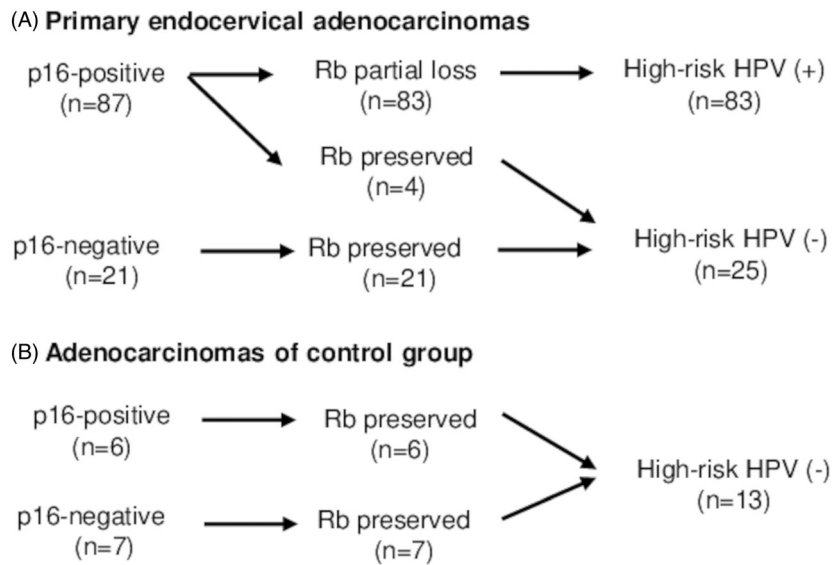 (A) Primary endocervical adenocarcinomas
p16-positive Rb partial loss High-risk HPV (+)
(n=87) (n=83) (n=83)
Rb preserved
(n=4)
p16-negative Rb preserved High-risk HPV (-)
(n=21) (n=21) (n=25)
(B) Adenocarcinomas of control group
p16-positive Rb preserved
(n=6) (n=6)
High-risk HPV (-)
(n=13)
p16-negative Rb preserved
(n=7) (n=7)